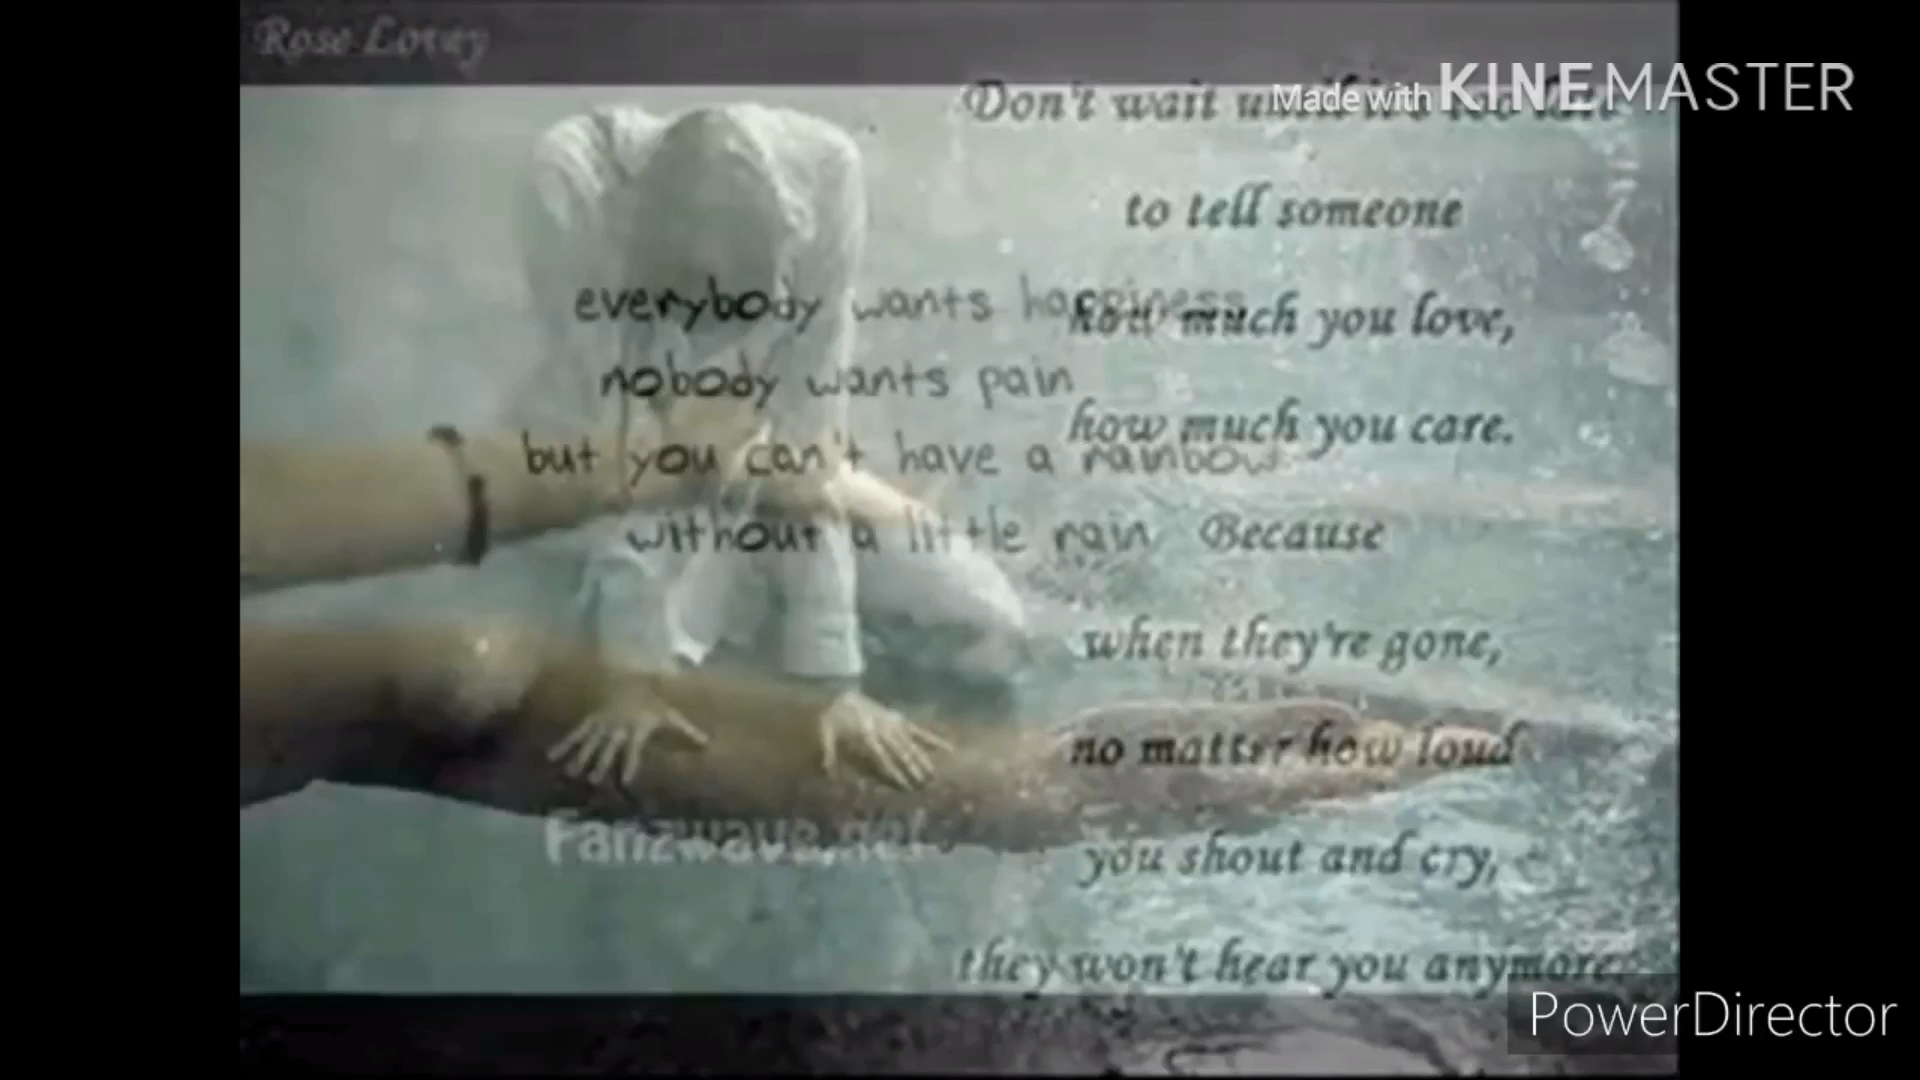 Rose Lovey
Made with KINEMASTER
Don't wait until it's too late
to tell someone
how much you love,
how much you care.
Because
when they're gone,
no matter how loud
you shout and cry,
they won't hear you anymore
everybody wants happiness
nobody wants pain
but you can't have a rainbow
without a little rain
Fanzwave.net
PowerDirector